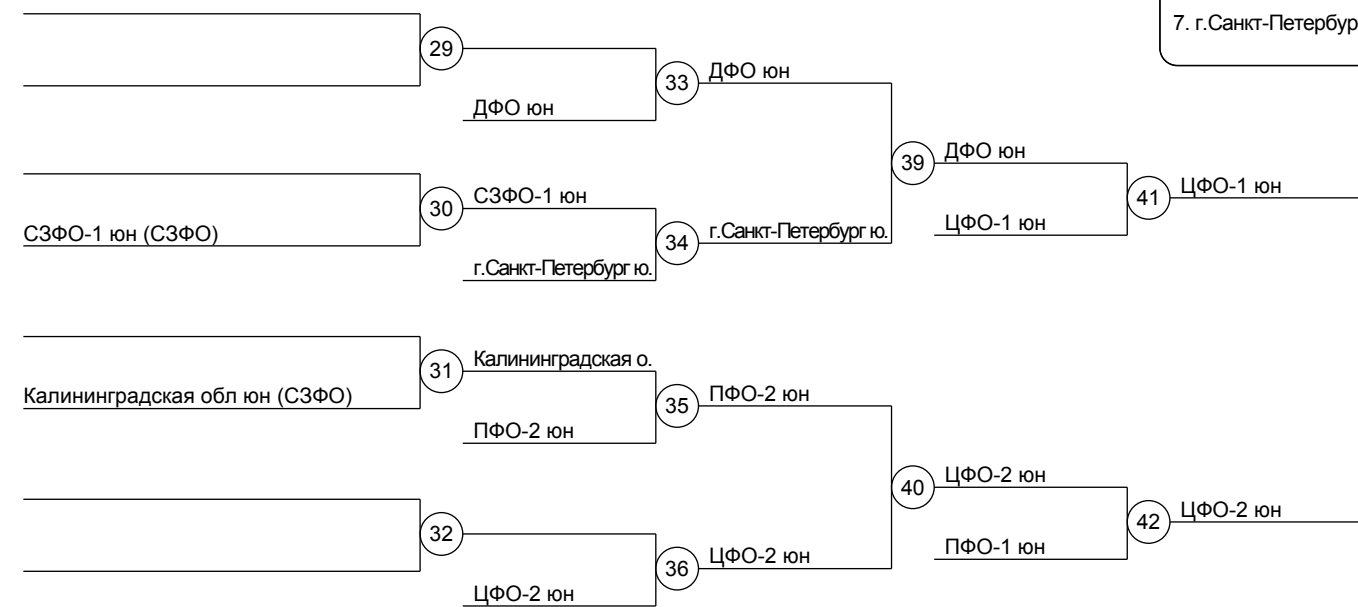 7. г.Санкт-Петербур
29
ДФО юн
33
ДФО юн
СЗФО-1 юн (СЗФО)
30
СЗФО-1 юн
г.Санкт-Петербург ю.
34
г.Санкт-Петербург ю.
39
ДФО юн
ЦФО-1 юн
41
ЦФО-1 юн
Калининградская обл юн (СЗФО)
31
Калининградская о.
ПФО-2 юн
35
ПФО-2 юн
32
ЦФО-2 юн
36
ЦФО-2 юн
40
ЦФО-2 юн
ПФО-1 юн
42
ЦФО-2 юн